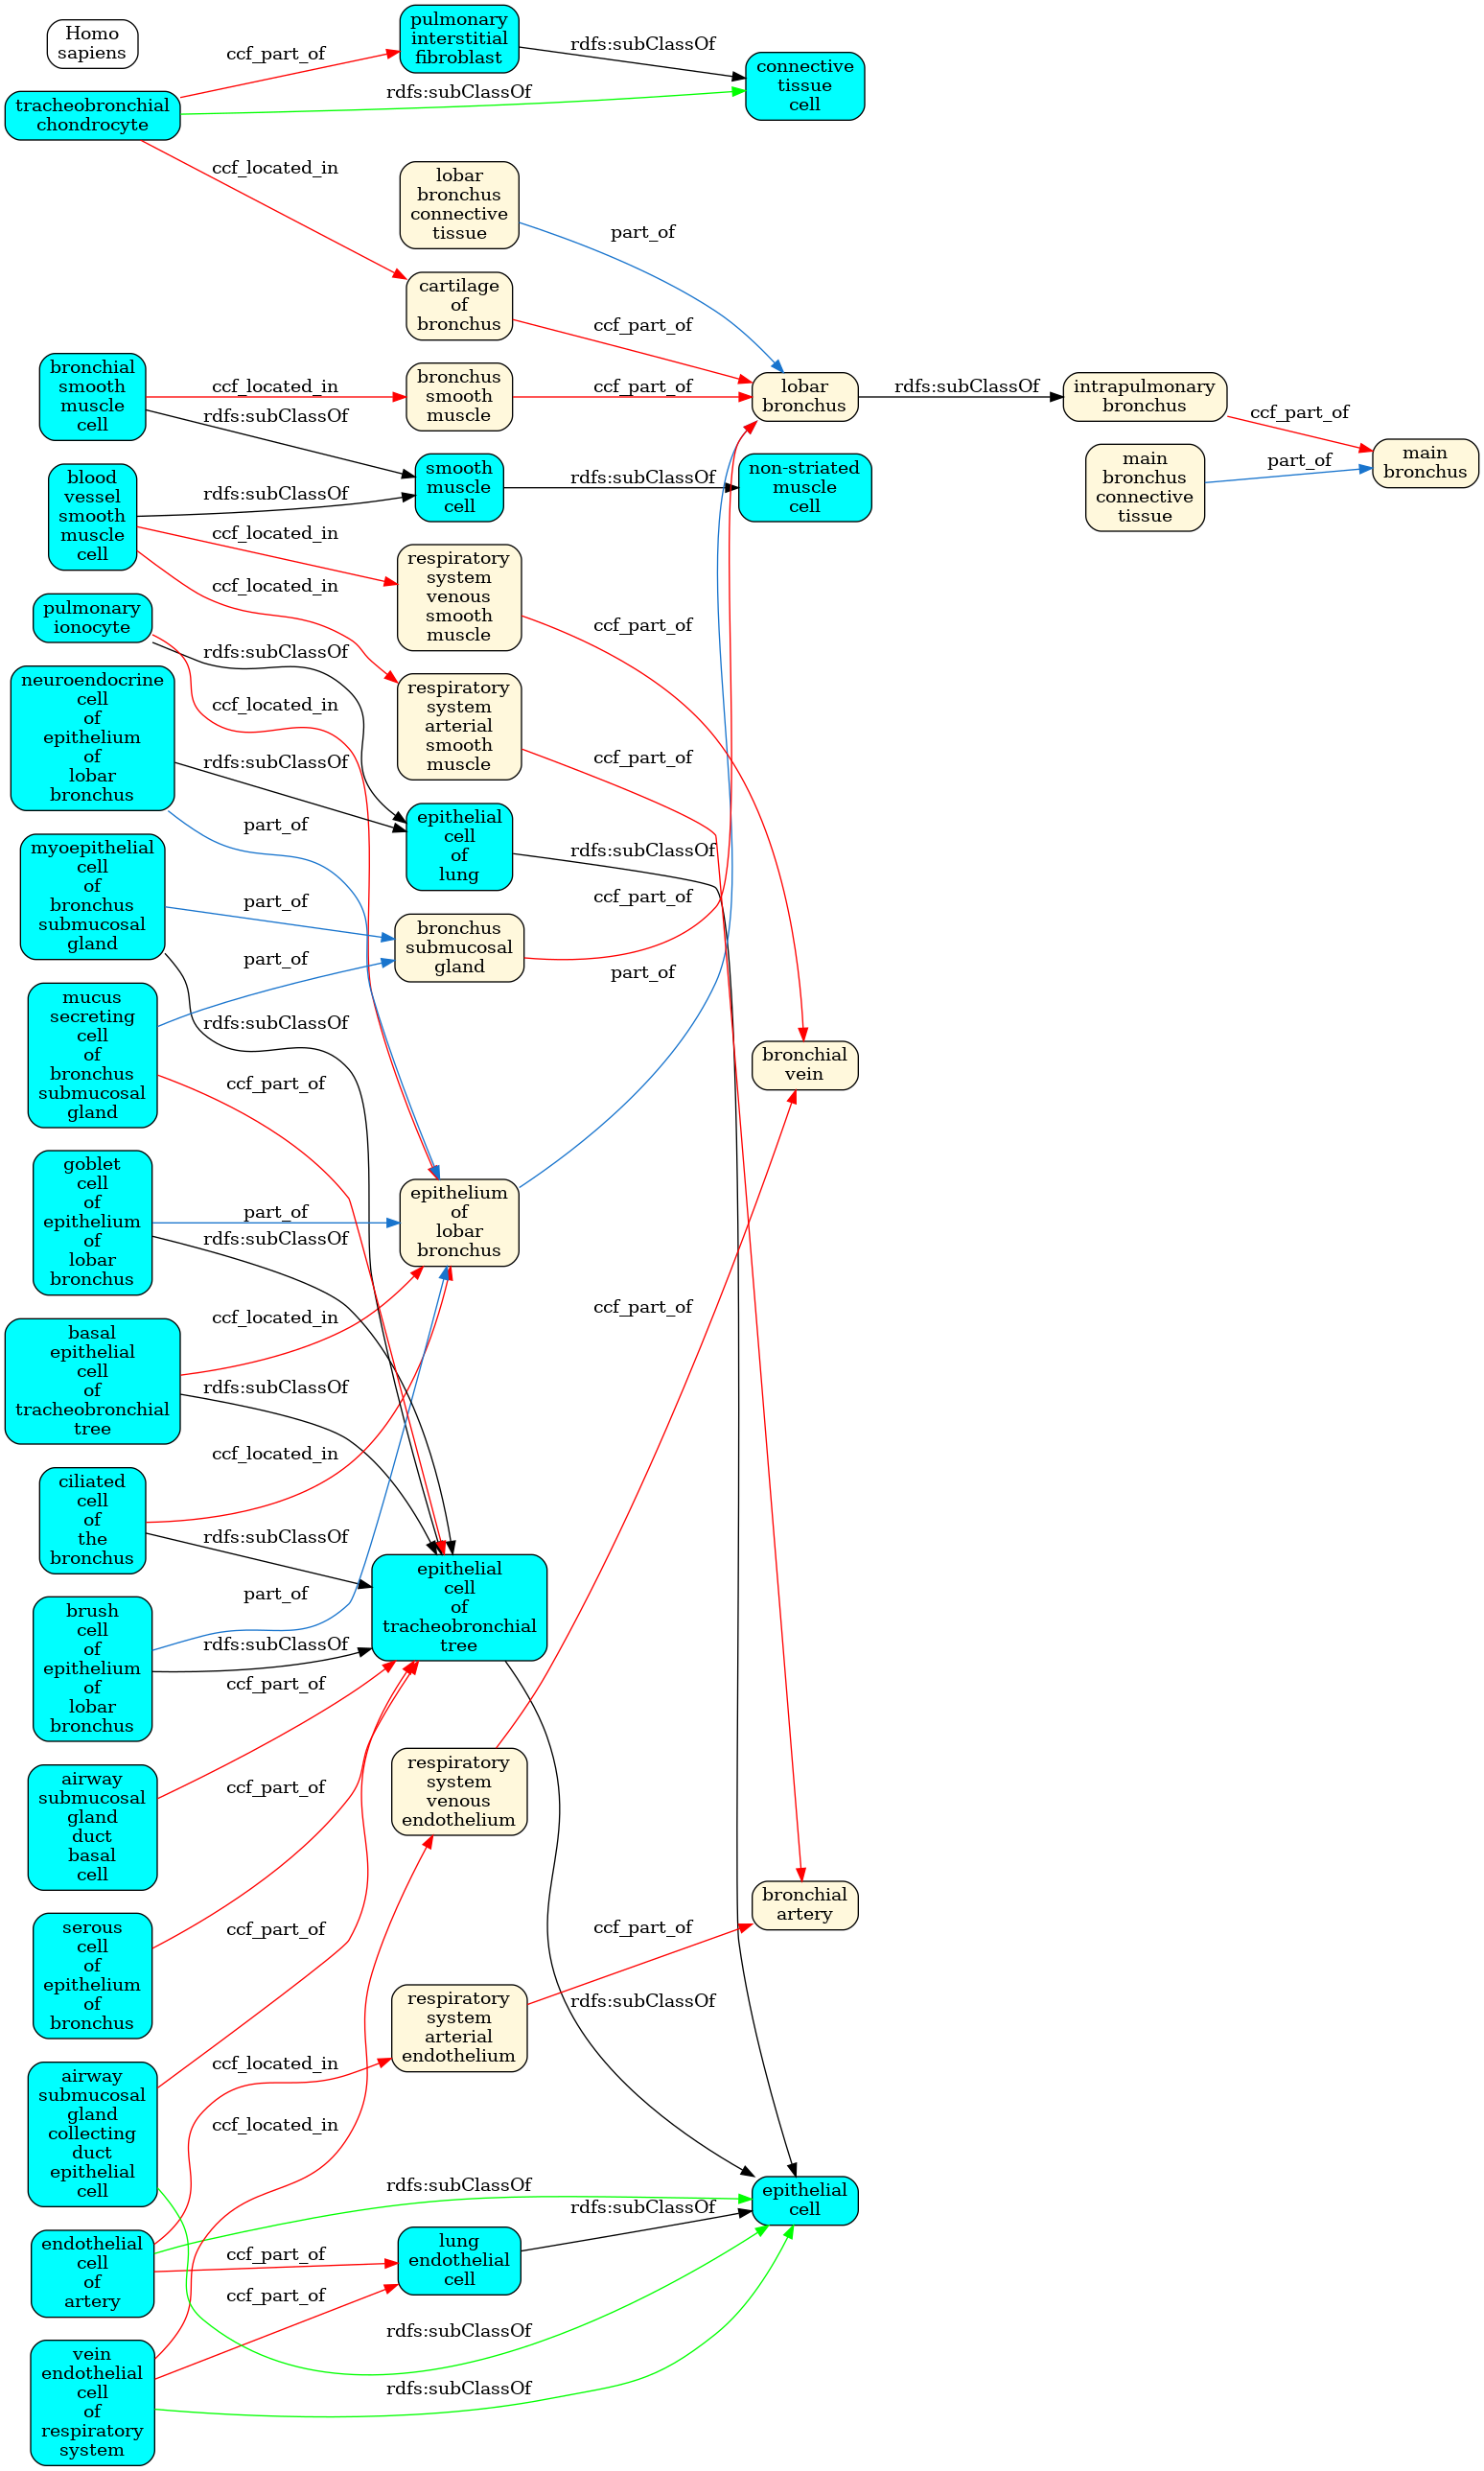 Homo
sapiens
tracheobronchial
chondrocyte
ccf_part_of
rdfs:subClassOf
ccf_located_in
pulmonary
interstitial
fibroblast
rdfs:subClassOf
connective
tissue
cell
lobar
bronchus
connective
tissue
part_of
cartilage
of
bronchus
ccf_part_of
bronchial
smooth
muscle
cell
ccf_located_in
rdfs:subClassOf
bronchus
smooth
muscle
ccf_part_of
lobar
bronchus
rdfs:subClassOf
intrapulmonary
bronchus
ccf_part_of
main
bronchus
main
bronchus
connective
tissue
part_of
blood
vessel
smooth
muscle
cell
rdfs:subClassOf
ccf_located_in
ccf_located_in
smooth
muscle
cell
rdfs:subClassOf
non-striated
muscle
cell
respiratory
system
venous
smooth
muscle
ccf_part_of
pulmonary
ionocyte
rdfs:subClassOf
ccf_located_in
respiratory
system
arterial
smooth
muscle
ccf_part_of
neuroendocrine
cell
of
epithelium
of
lobar
bronchus
rdfs:subClassOf
part_of
epithelial
cell
of
lung
rdfs:subClassOf
myoepithelial
cell
of
bronchus
submucosal
gland
part_of
rdfs:subClassOf
bronchus
submucosal
gland
ccf_part_of
mucus
secreting
cell
of
bronchus
submucosal
gland
part_of
ccf_part_of
bronchial
vein
goblet
cell
of
epithelium
of
lobar
bronchus
part_of
rdfs:subClassOf
epithelium
of
lobar
bronchus
part_of
basal
epithelial
cell
of
tracheobronchial
tree
ccf_located_in
rdfs:subClassOf
ciliated
cell
of
the
bronchus
ccf_located_in
rdfs:subClassOf
epithelial
cell
of
tracheobronchial
tree
rdfs:subClassOf
brush
cell
of
epithelium
of
lobar
bronchus
part_of
rdfs:subClassOf
airway
submucosal
gland
duct
basal
cell
ccf_part_of
respiratory
system
venous
endothelium
ccf_part_of
serous
cell
of
epithelium
of
bronchus
ccf_part_of
bronchial
artery
respiratory
system
arterial
endothelium
ccf_part_of
airway
submucosal
gland
collecting
duct
epithelial
cell
ccf_part_of
rdfs:subClassOf
endothelial
cell
of
artery
ccf_located_in
rdfs:subClassOf
ccf_part_of
lung
endothelial
cell
rdfs:subClassOf
epithelial
cell
vein
endothelial
cell
of
respiratory
system
ccf_located_in
ccf_part_of
rdfs:subClassOf